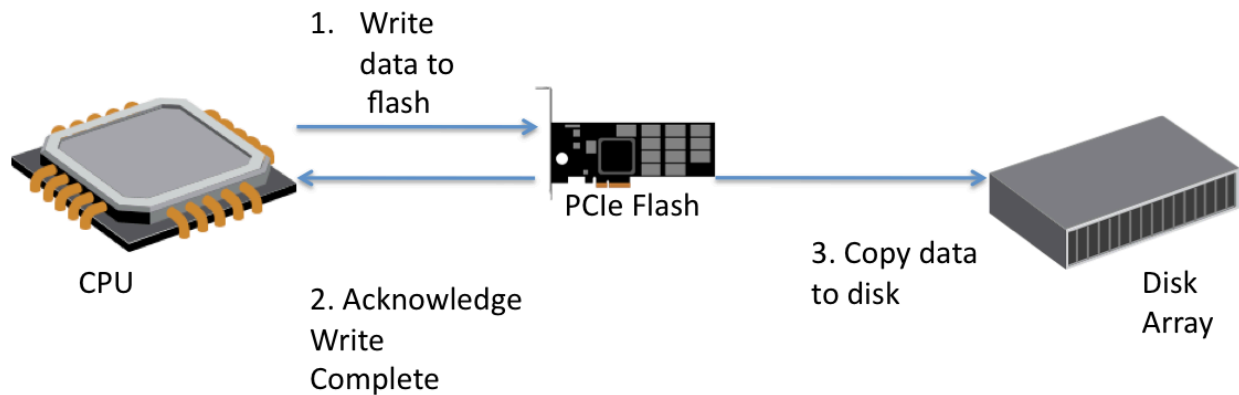 1. Write
data to
flash
PCIe Flash
CPU
2. Acknowledge
Write
Complete
3. Copy data
to disk
Disk
Array